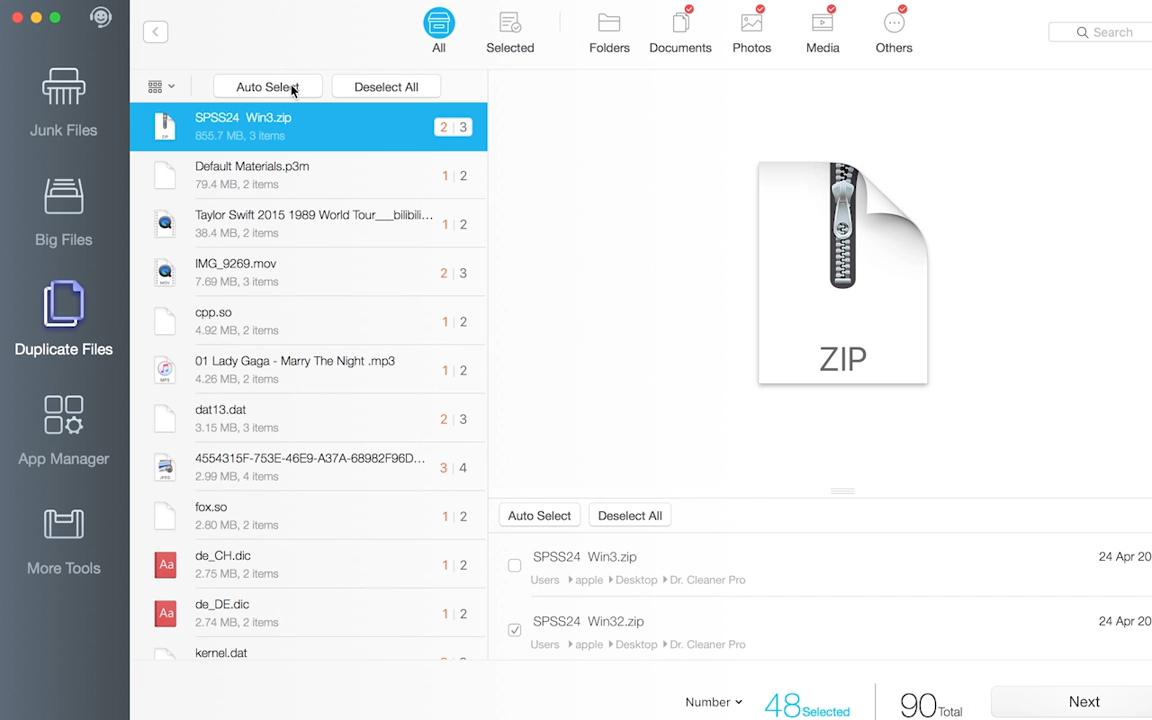 All
Selected
Folders
Documents
Photos
Media
Others
Search
Junk Files
Big Files
Duplicate Files
App Manager
More Tools
Auto Select
Deselect All
SPSS24 Win3.zip
855.7 MB, 3 items
2 | 3
Default Materials.p3m
79.4 MB, 2 items
1 | 2
Taylor Swift 2015 1989 World Tour___bilibili...
38.4 MB, 2 items
1 | 2
IMG_9269.mov
7.69 MB, 3 items
2 | 3
cpp.so
4.92 MB, 2 items
1 | 2
01 Lady Gaga - Marry The Night .mp3
4.26 MB, 2 items
1 | 2
dat13.dat
3.15 MB, 3 items
2 | 3
4554315F-753E-46E9-A37A-68982F96D...
2.99 MB, 4 items
3 | 4
fox.so
2.80 MB, 2 items
1 | 2
Aa
de_CH.dic
2.75 MB, 2 items
1 | 2
Aa
de_DE.dic
2.74 MB, 2 items
1 | 2
kernel.dat
ZIP
Auto Select
Deselect All
SPSS24 Win3.zip
24 Apr 20
Users apple Desktop Dr. Cleaner Pro
SPSS24 Win32.zip
24 Apr 20
Users apple Desktop Dr. Cleaner Pro
Number
48 Selected
90 Total
Next